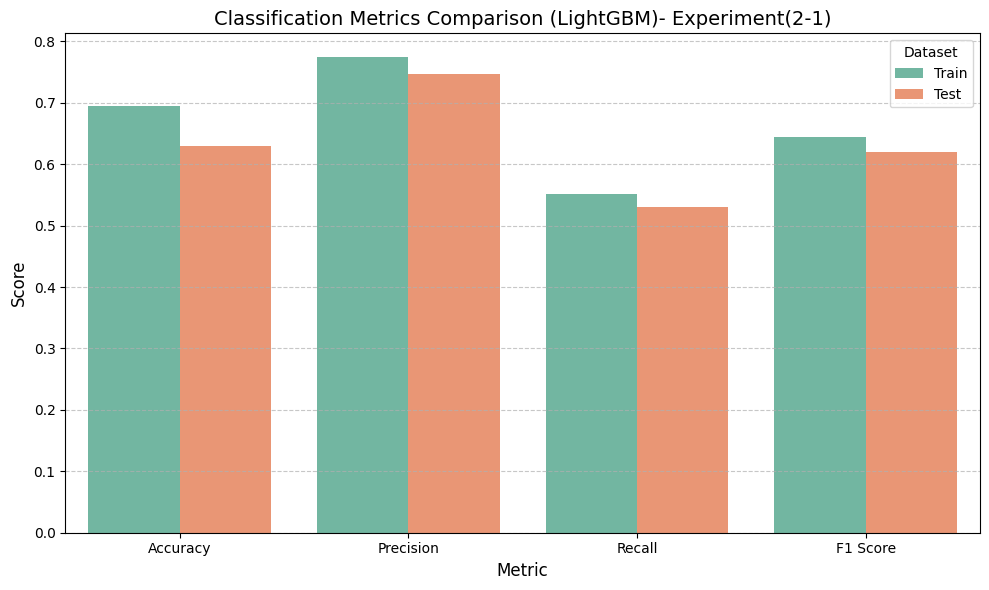 Classification Metrics Comparison (LightGBM)- Experiment(2-1)
Dataset
Train
Test
0.8
0.7
0.6
0.5
0.4
0.3
0.2
0.1
0.0
Score
Accuracy
Precision
Recall
F1 Score
Metric